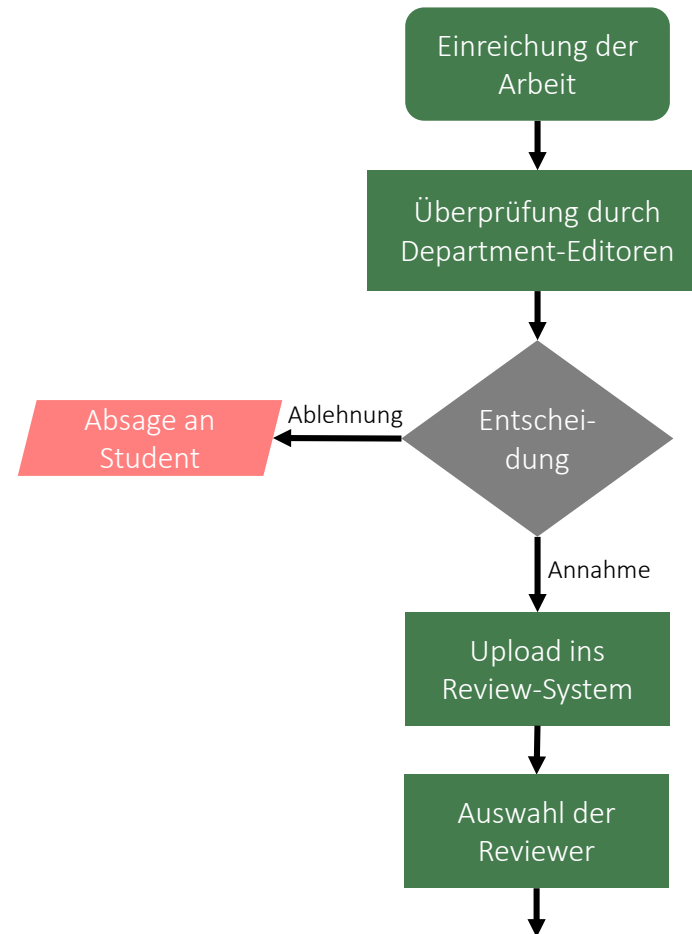 Einreichung der
Arbeit
Überprüfung durch
Department-Editoren
Absage an
Student
Ablehnung
Entschei-
dung
Annahme
Upload ins
Review-System
Auswahl der
Reviewer